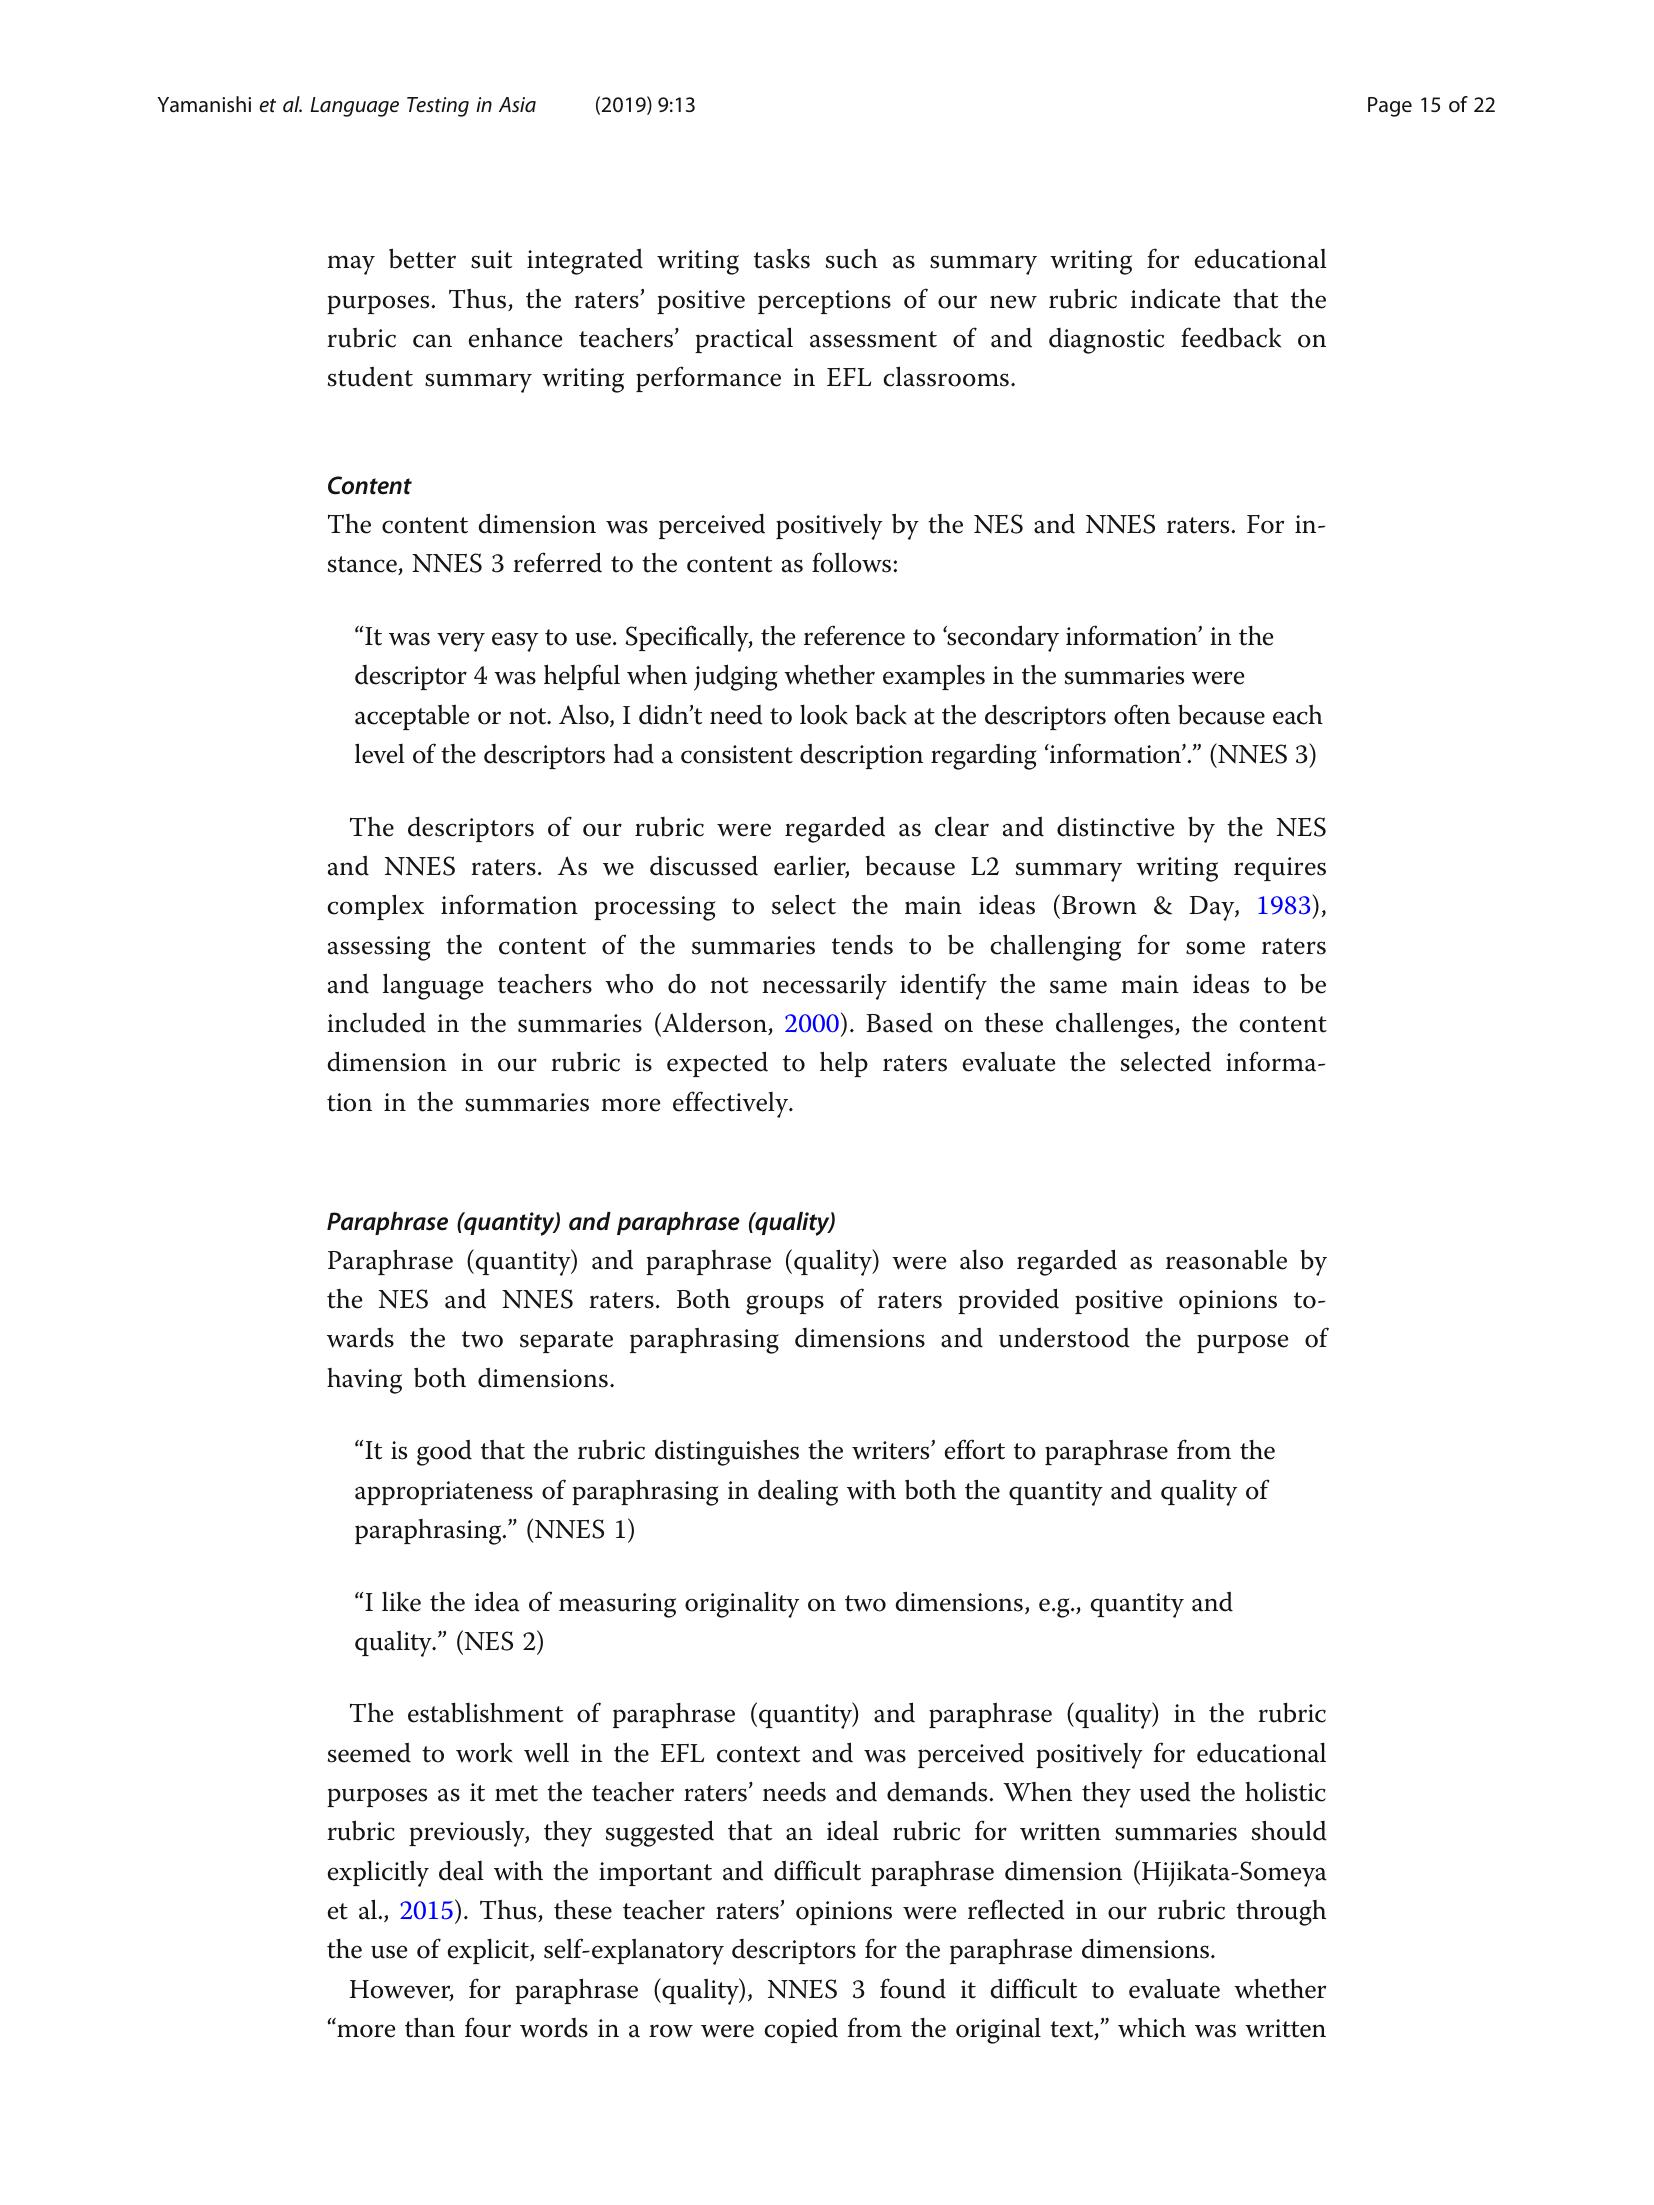 Yamanishi et al. Language Testing in Asia (2019) 9:13 Page 15 of 22
may better suit integrated writing tasks such as summary writing for educational
purposes. Thus, the raters’ positive perceptions of our new rubric indicate that the
rubric can enhance teachers’ practical assessment of and diagnostic feedback on
student summary writing performance in EFL classrooms.
Content
The content dimension was perceived positively by the NES and NNES raters. For in-
stance, NNES 3 referred to the content as follows:
“It was very easy to use. Specifically, the reference to ‘secondary information’ in the
descriptor 4 was helpful when judging whether examples in the summaries were
acceptable or not. Also, I didn’t need to look back at the descriptors often because each
level of the descriptors had a consistent description regarding ‘information’.” (NNES 3)
The descriptors of our rubric were regarded as clear and distinctive by the NES
and NNES raters. As we discussed earlier, because L2 summary writing requires
complex information processing to select the main ideas (Brown & Day, 1983),
assessing the content of the summaries tends to be challenging for some raters
and language teachers who do not necessarily identify the same main ideas to be
included in the summaries (Alderson, 2000). Based on these challenges, the content
dimension in our rubric is expected to help raters evaluate the selected informa-
tion in the summaries more effectively.
Paraphrase (quantity) and paraphrase (quality)
Paraphrase (quantity) and paraphrase (quality) were also regarded as reasonable by
the NES and NNES raters. Both groups of raters provided positive opinions to-
wards the two separate paraphrasing dimensions and understood the purpose of
having both dimensions.
“It is good that the rubric distinguishes the writers’ effort to paraphrase from the
appropriateness of paraphrasing in dealing with both the quantity and quality of
paraphrasing.” (NNES 1)
“I like the idea of measuring originality on two dimensions, e.g., quantity and
quality.” (NES 2)
The establishment of paraphrase (quantity) and paraphrase (quality) in the rubric
seemed to work well in the EFL context and was perceived positively for educational
purposes as it met the teacher raters’ needs and demands. When they used the holistic
rubric previously, they suggested that an ideal rubric for written summaries should
explicitly deal with the important and difficult paraphrase dimension (Hijikata-Someya
et al., 2015). Thus, these teacher raters’ opinions were reflected in our rubric through
the use of explicit, self-explanatory descriptors for the paraphrase dimensions.
However, for paraphrase (quality), NNES 3 found it difficult to evaluate whether
“more than four words in a row were copied from the original text,” which was written